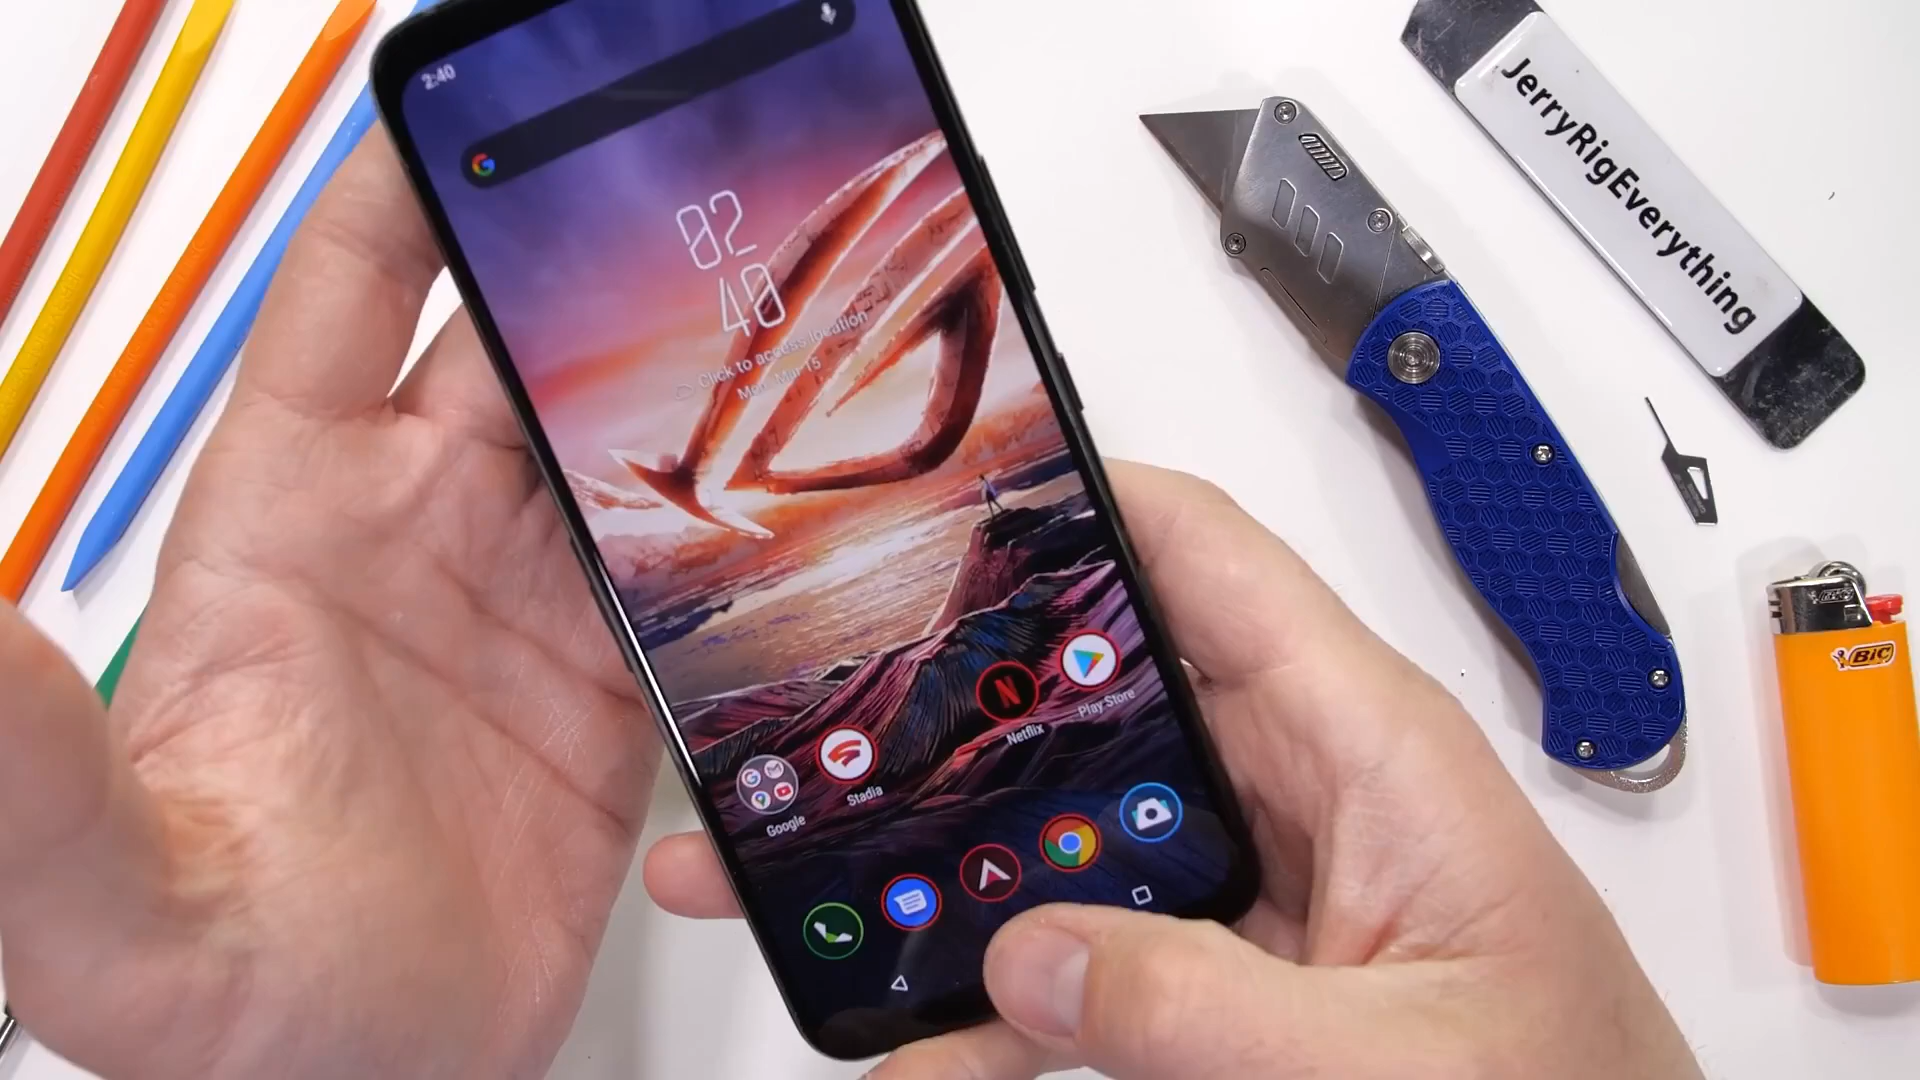 2:40
02
40
Click to access location
Mon, Mar 15
Google
Stadia
Netflix
Play Store
N
JerryRigEverything
BIC